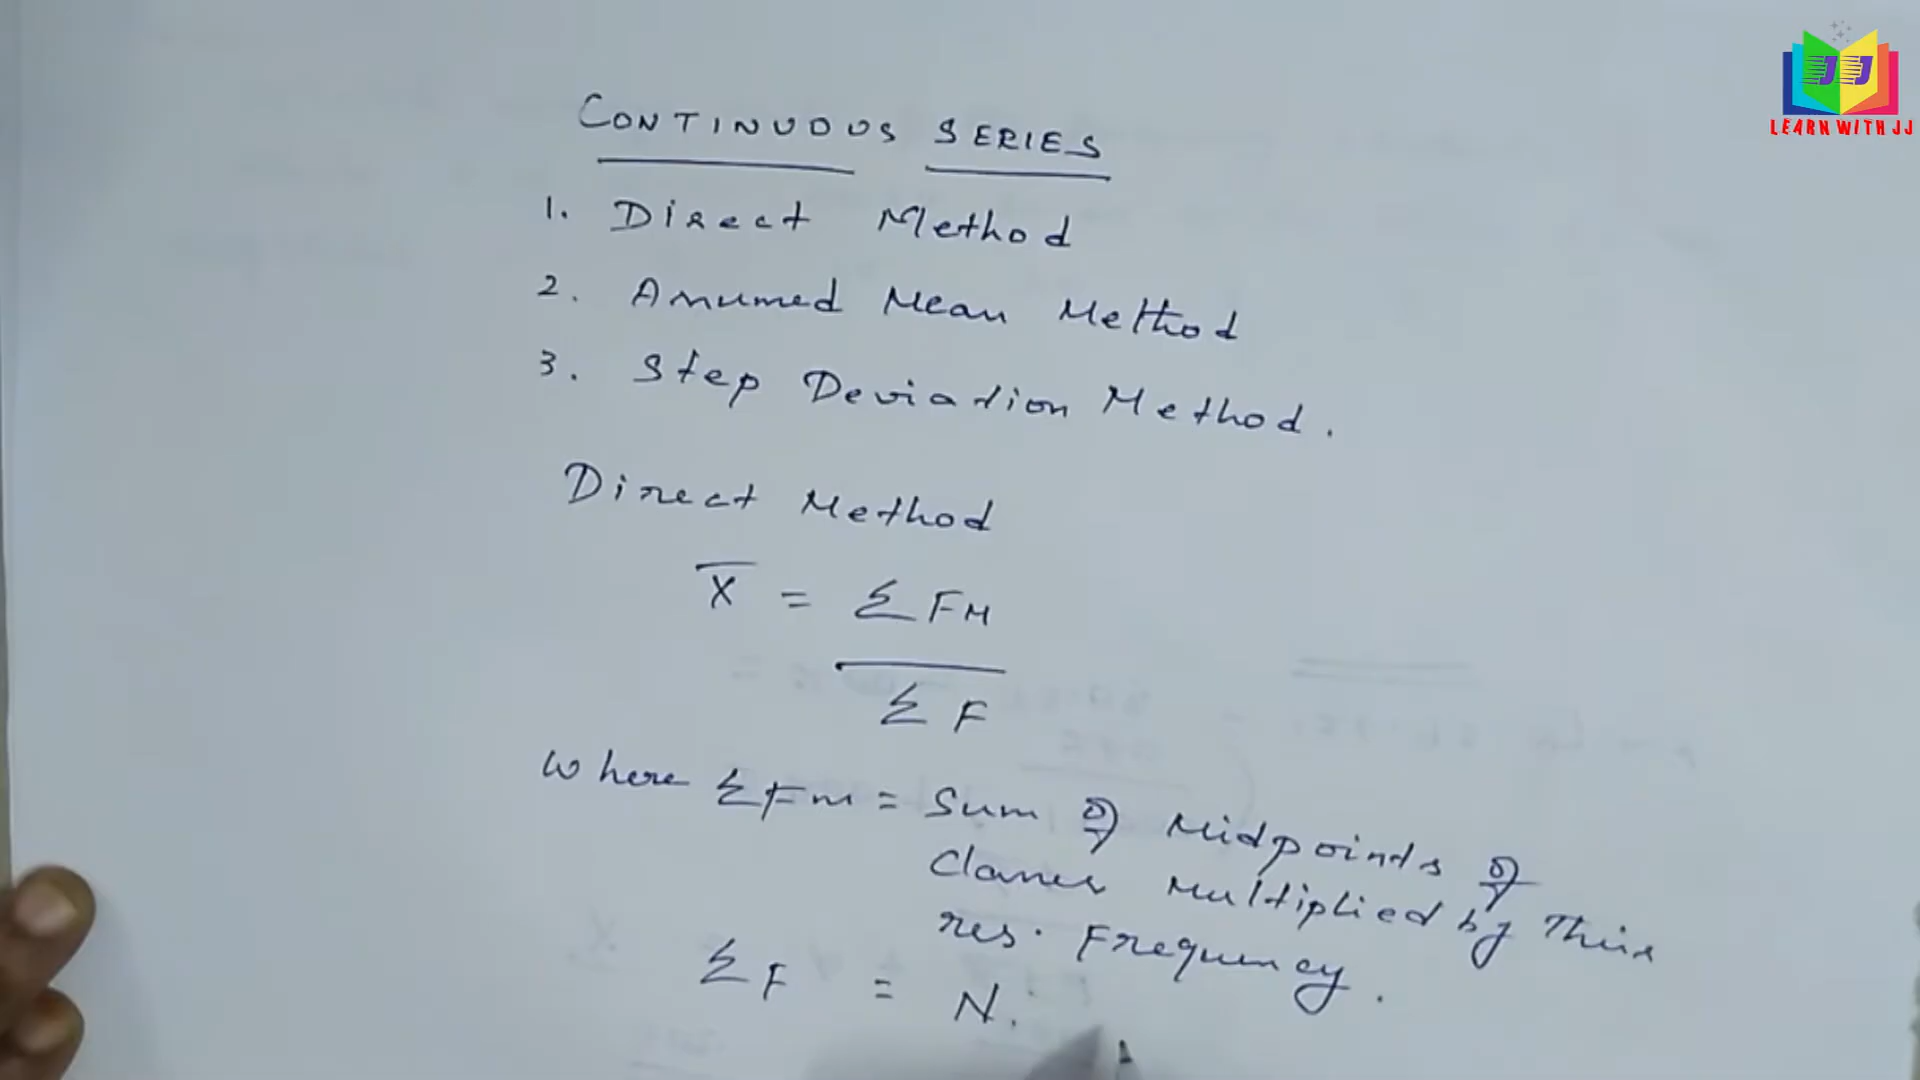 CONTINUOUS SERIES
1. Direct Method
2. Assumed Mean Method
3. Step Deviation Method.
Direct Method
X̄ = ΣFM
ΣF
Where ΣFm = Sum of Midpoints of
Classes Multiplied by Their
res. Frequency.
ΣF = N.
JJ
LEARN WITH JJ